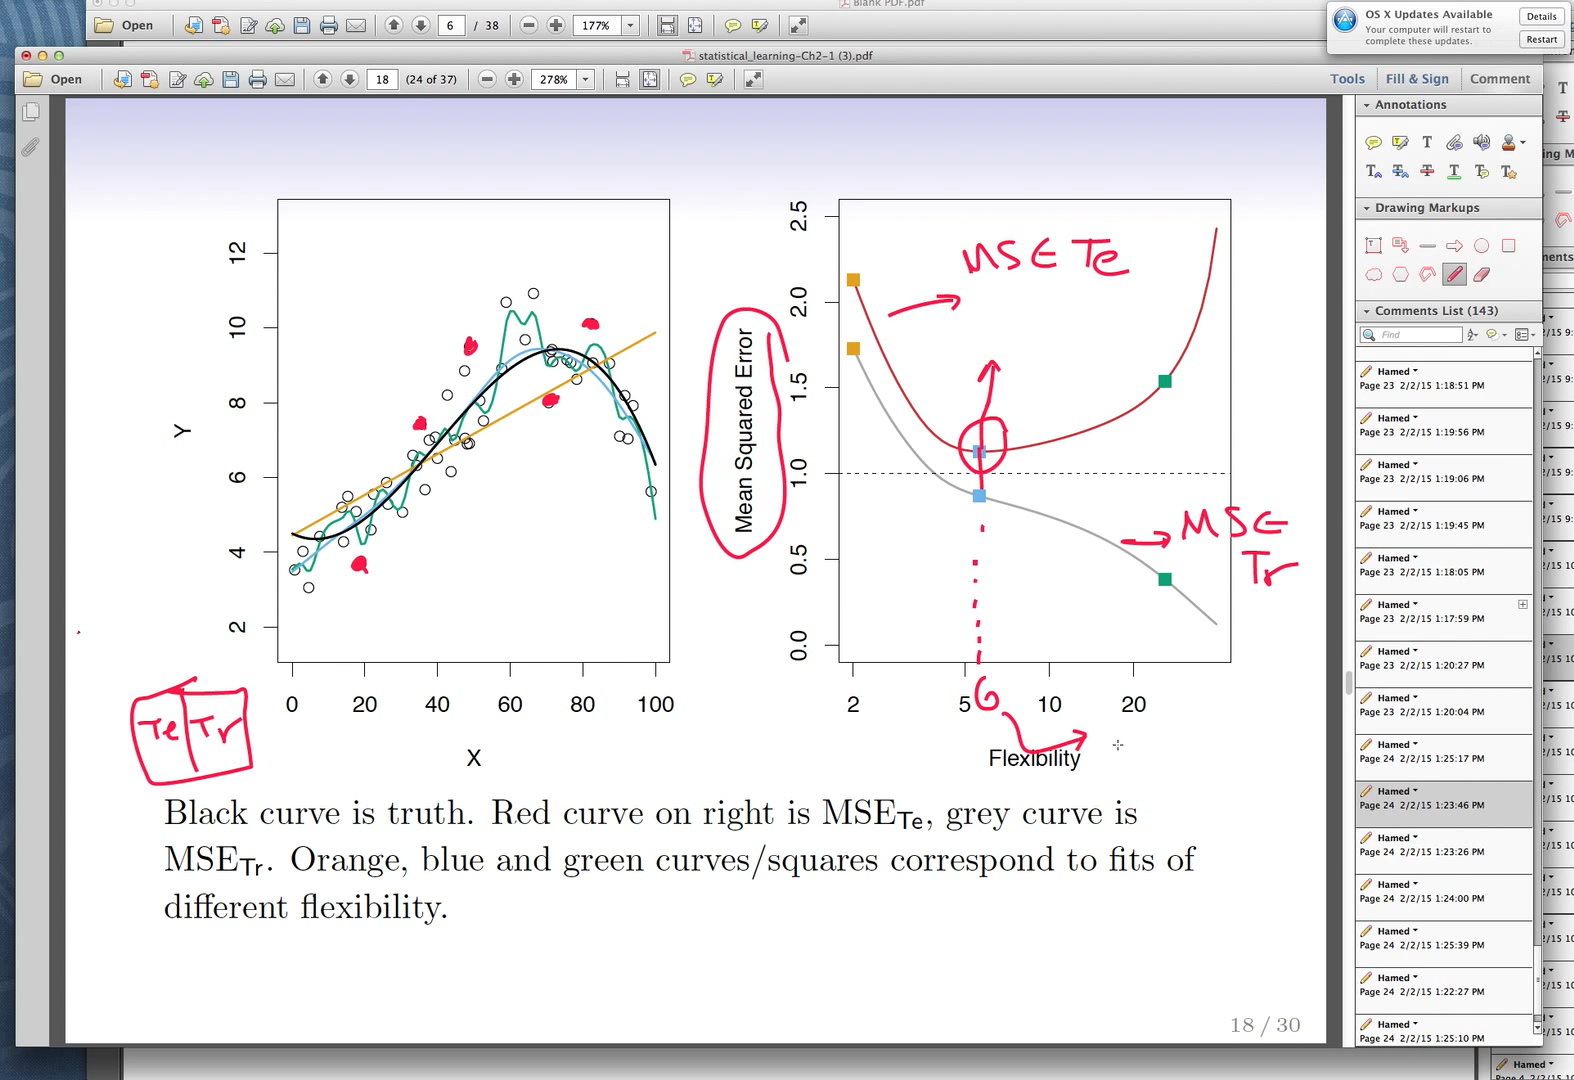 Blank PDF.pdf
Open
6
/ 38
177%
OS X Updates Available
Your computer will restart to
complete these updates.
Details
Restart
statistical_learning-Ch2-1 (3).pdf
Open
18
(24 of 37)
278%
Tools
Fill & Sign
Comment
Annotations
Drawing Markups
Comments List (143)
Find
Hamed
Page 23 2/2/15 1:18:51 PM
Hamed
Page 23 2/2/15 1:19:56 PM
Hamed
Page 23 2/2/15 1:19:06 PM
Hamed
Page 23 2/2/15 1:19:45 PM
Hamed
Page 23 2/2/15 1:18:05 PM
Hamed
Page 23 2/2/15 1:17:59 PM
Hamed
Page 23 2/2/15 1:20:27 PM
Hamed
Page 23 2/2/15 1:20:04 PM
Hamed
Page 24 2/2/15 1:25:17 PM
Hamed
Page 24 2/2/15 1:23:46 PM
Hamed
Page 24 2/2/15 1:23:26 PM
Hamed
Page 24 2/2/15 1:24:00 PM
Hamed
Page 24 2/2/15 1:25:39 PM
Hamed
Page 24 2/2/15 1:22:27 PM
Hamed
Page 24 2/2/15 1:25:10 PM
Hamed
12
10
8
6
4
2
Y
0 20 40 60 80 100
X
Te Tr
2.5
2.0
1.5
1.0
0.5
0.0
Mean Squared Error
MSE Te
MSE
Tr
2 5 6 10 20
Flexibility
Black curve is truth. Red curve on right is MSE_Te, grey curve is
MSE_Tr. Orange, blue and green curves/squares correspond to fits of
different flexibility.
18 / 30